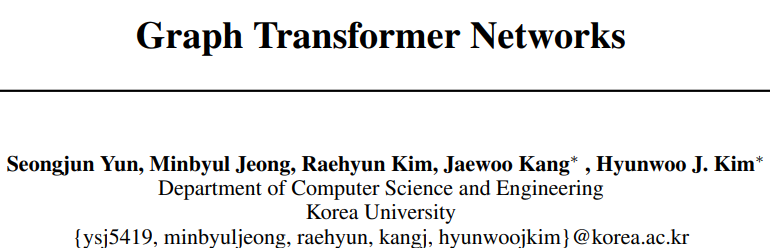 Graph Transformer Networks
Seongjun Yun, Minbyul Jeong, Raehyun Kim, Jaewoo Kang* , Hyunwoo J. Kim*
Department of Computer Science and Engineering
Korea University
{ysj5419, minbyuljeong, raehyun, kangj, hyunwoojkim}@korea.ac.kr